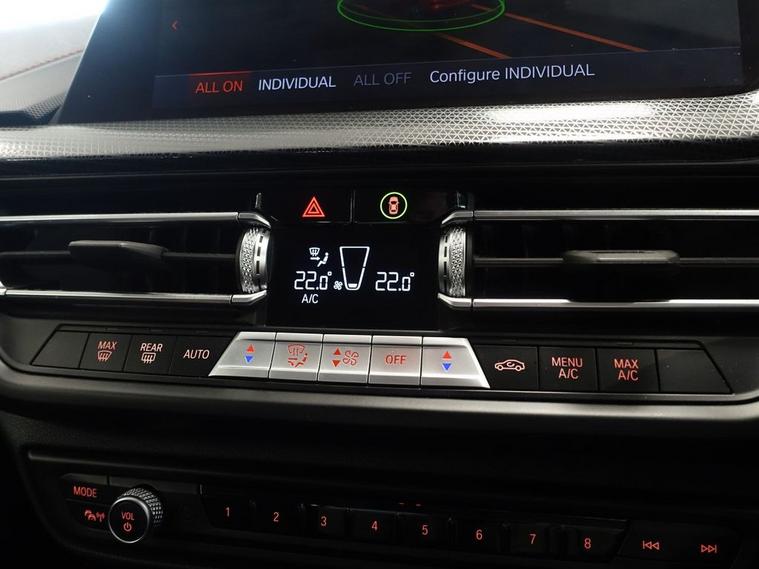 ALL ON INDIVIDUAL ALL OFF Configure INDIVIDUAL
22.0° 22.0°
A/C
MAX REAR AUTO OFF MENU A/C MAX A/C
MODE VOL 1 2 3 4 5 6 7 8